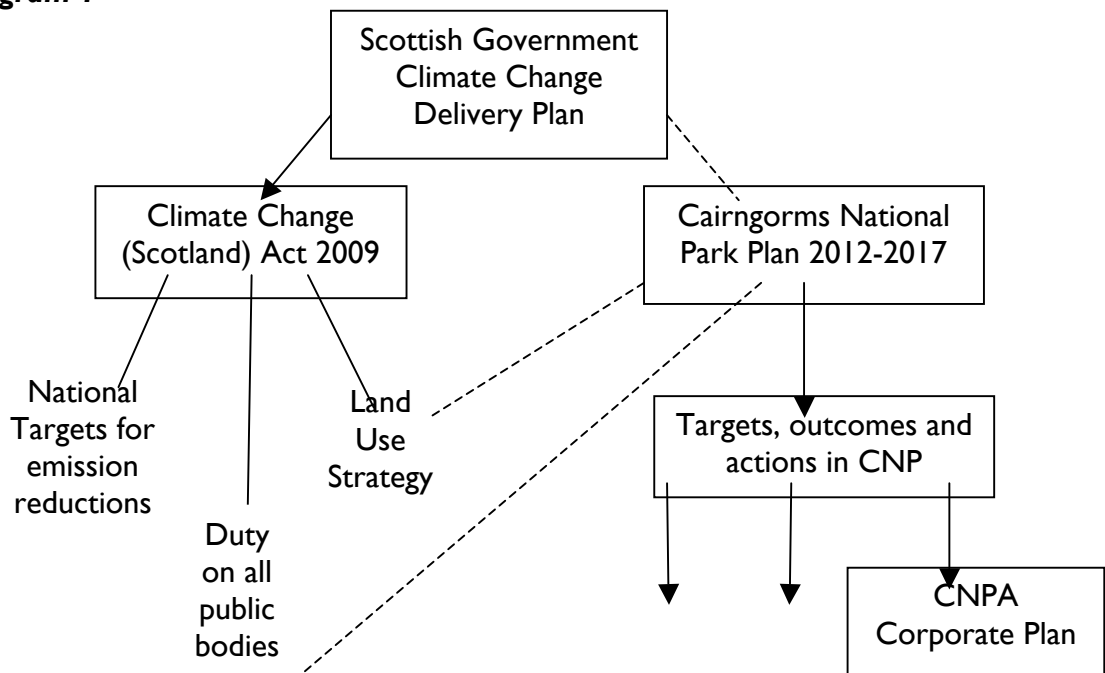 Scottish Government
Climate Change
Delivery Plan
Climate Change
(Scotland) Act 2009
Cairngorms National
Park Plan 2012-2017
National
Targets for
emission
reductions
Land
Use
Strategy
Targets, outcomes and
actions in CNP
Duty
on all
public
bodies
CNPA
Corporate Plan